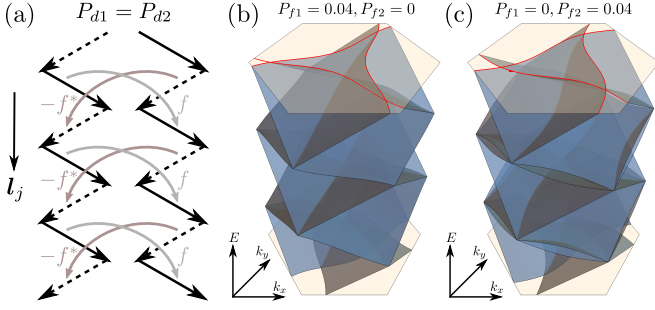 (a) P_{d1} = P_{d2}
-f* f
l_j
-f* f
-f* f
(b) P_{f1} = 0.04, P_{f2} = 0
E
k_y
k_x
(c) P_{f1} = 0, P_{f2} = 0.04
E
k_y
k_x